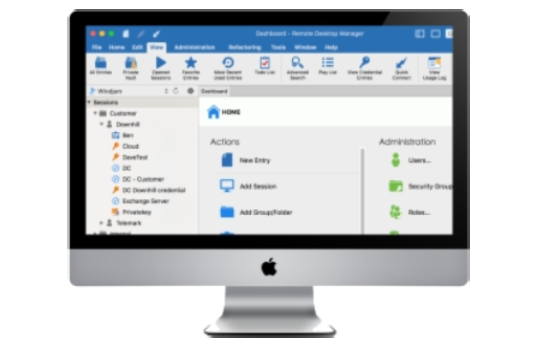 Dashboard - Remote Desktop Manager
File Home Edit View Administration Refactoring Tools Window Help
All Entries Private Vault Opened Sessions Favorite Entries Most Recent Used Entries Todo List Advanced Search Play List View Credential Entries Quick Connect View Usage Log
Windjam Dashboard
Sessions
Customer
Downhill
Ben
Cloud
DaveTest
DC
DC - Customer
DC Downhill credential
Exchange Server
Privatekey
Telemark
HOME
Actions
New Entry
Add Session
Add Group/Folder
Administration
Users...
Security Group
Roles...